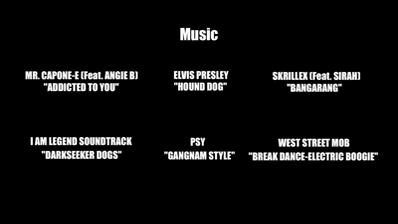 Music
MR. CAPONE-E (Feat. ANGIE B)
"ADDICTED TO YOU"
ELVIS PRESLEY
"HOUND DOG"
SKRILLEX (Feat. SIRAH)
"BANGARANG"
I AM LEGEND SOUNDTRACK
"DARKSEEKER DOGS"
PSY
"GANGNAM STYLE"
WEST STREET MOB
"BREAK DANCE-ELECTRIC BOOGIE"